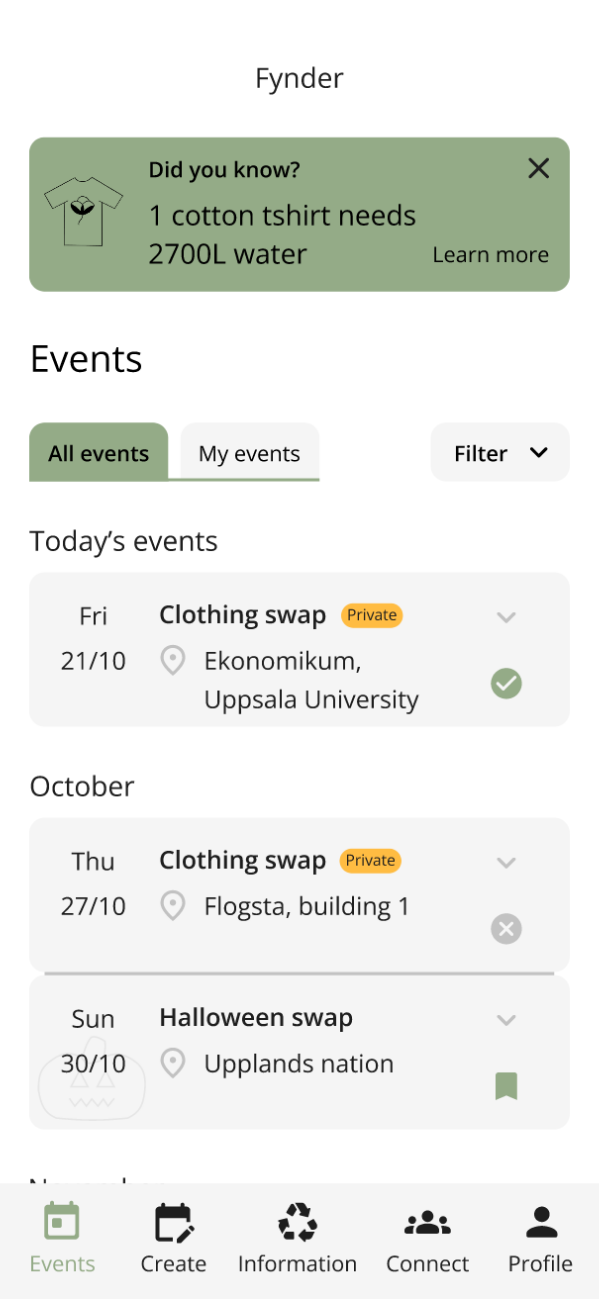 Fynder
Did you know?
1 cotton tshirt needs
2700L water
Learn more
Events
All events
My events
Filter
Today’s events
Fri
21/10
Clothing swap
Private
Ekonomikum,
Uppsala University
October
Thu
27/10
Clothing swap
Private
Flogsta, building 1
Sun
30/10
Halloween swap
Upplands nation
Events
Create
Information
Connect
Profile